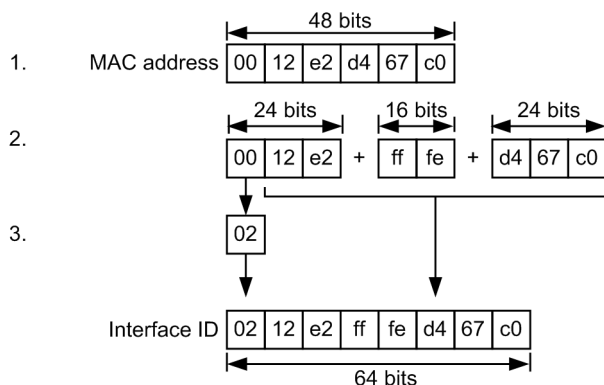 48 bits
1. MAC address 00 12 e2 d4 67 c0
24 bits 16 bits 24 bits
2.
00 12 e2 + ff fe + d4 67 c0
3. 02
Interface ID 02 12 e2 ff fe d4 67 c0
64 bits